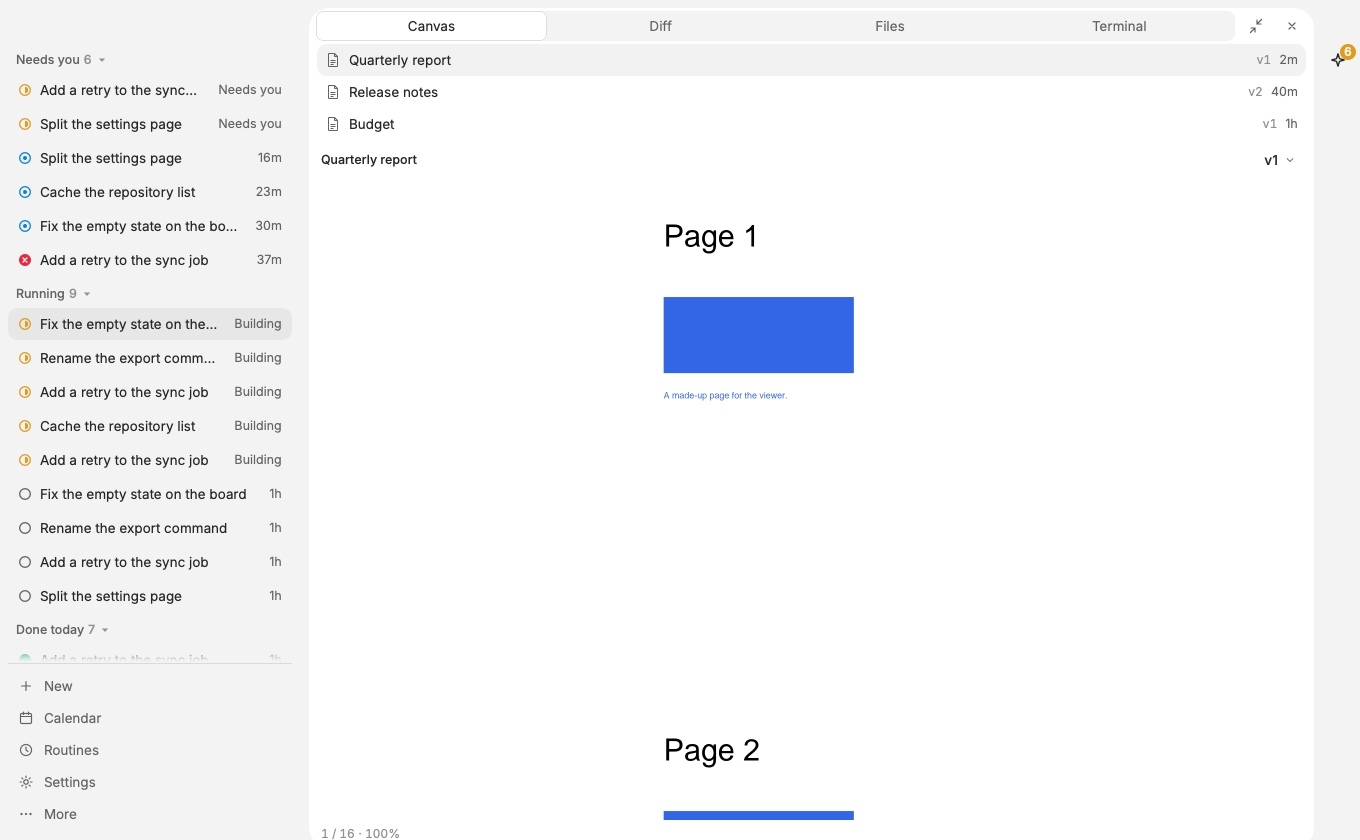 Needs you 6
Add a retry to the sync... Needs you
Split the settings page Needs you
Split the settings page 16m
Cache the repository list 23m
Fix the empty state on the bo... 30m
Add a retry to the sync job 37m
Running 9
Fix the empty state on the... Building
Rename the export comm... Building
Add a retry to the sync job Building
Cache the repository list Building
Add a retry to the sync job Building
Fix the empty state on the board 1h
Rename the export command 1h
Add a retry to the sync job 1h
Split the settings page 1h
Done today 7
Add a retry to the sync job 1h
New
Calendar
Routines
Settings
More
Canvas Diff Files Terminal
Quarterly report v1 2m
Release notes v2 40m
Budget v1 1h
Quarterly report v1
Page 1
A made-up page for the viewer.
Page 2
1 / 16 · 100%
6